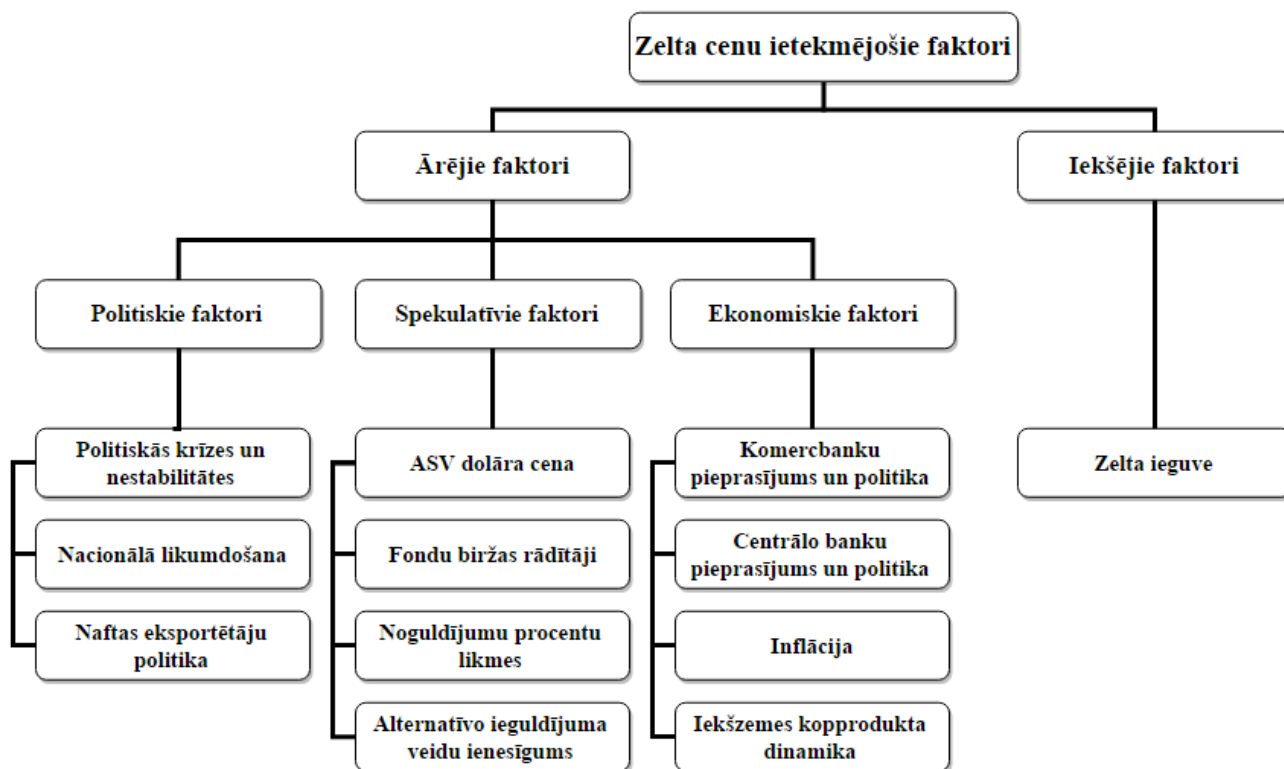 Zelta cenu ietekmējošie faktori
Ārējie faktori
Iekšējie faktori
Politiskie faktori
Spekulatīvie faktori
Ekonomiskie faktori
Politiskās krīzes un
nestabilitātes
Nacionālā likumdošana
Naftas eksportētāju
politika
ASV dolāra cena
Fondu biržas rādītāji
Noguldījumu procentu
likmes
Alternatīvo ieguldījuma
veidu ienesīgums
Komercbanku
pieprasījums un politika
Centrālo banku
pieprasījums un politika
Inflācija
Iekšzemes kopprodukta
dinamika
Zelta ieguve